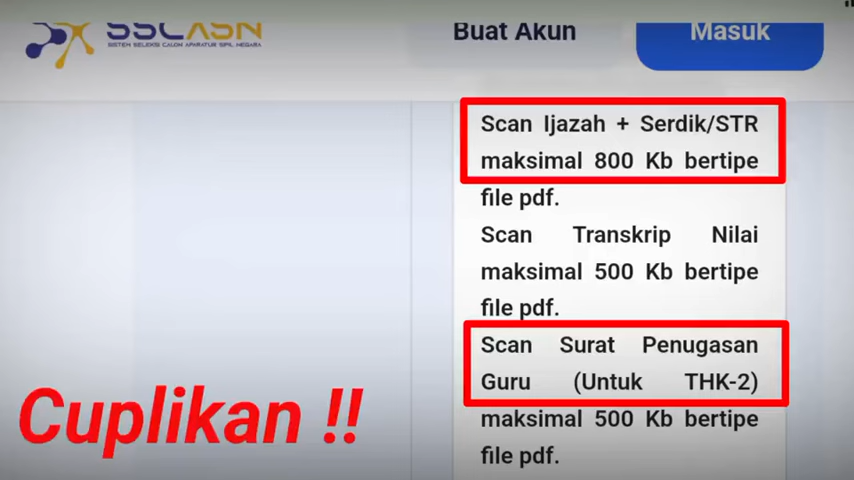 SSCASN
SISTEM SELEKSI CALON APARATUR SIPIL NEGARA
Buat Akun
Masuk
Scan Ijazah + Serdik/STR
maksimal 800 Kb bertipe
file pdf.
Scan Transkrip Nilai
maksimal 500 Kb bertipe
file pdf.
Scan Surat Penugasan
Guru (Untuk THK-2)
maksimal 500 Kb bertipe
file pdf.
Cuplikan !!